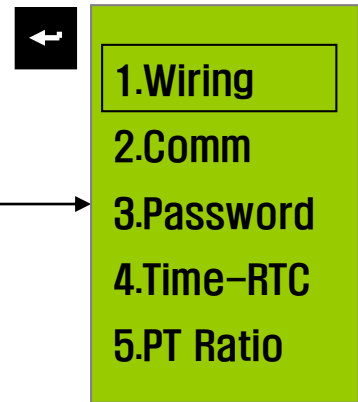 1.Wiring
2.Comm
3.Password
4.Time-RTC
5.PT Ratio